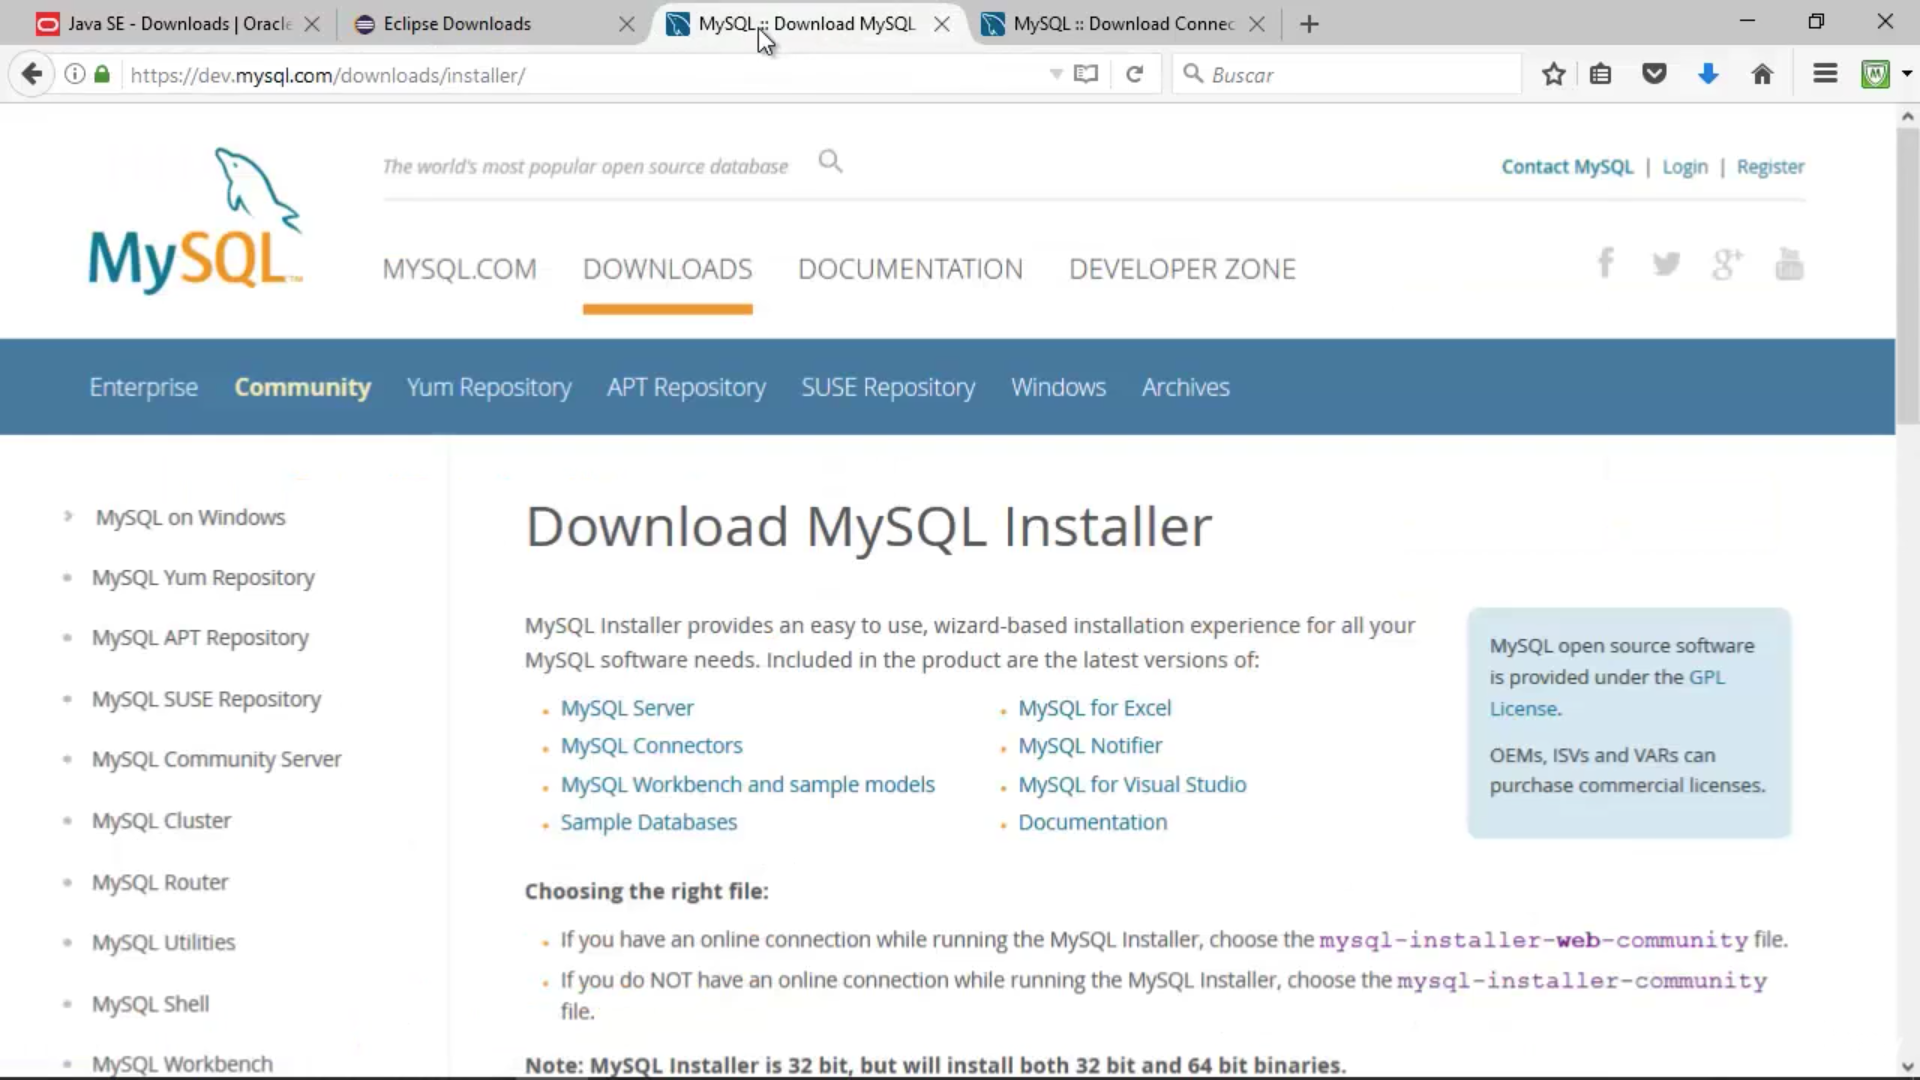 Java SE - Downloads | Oracle
Eclipse Downloads
MySQL :: Download MySQL
MySQL :: Download Connec
https://dev.mysql.com/downloads/installer/
Buscar
The world's most popular open source database
Contact MySQL | Login | Register
MySQL™
MYSQL.COM
DOWNLOADS
DOCUMENTATION
DEVELOPER ZONE
Enterprise
Community
Yum Repository
APT Repository
SUSE Repository
Windows
Archives
MySQL on Windows
MySQL Yum Repository
MySQL APT Repository
MySQL SUSE Repository
MySQL Community Server
MySQL Cluster
MySQL Router
MySQL Utilities
MySQL Shell
MySQL Workbench
Download MySQL Installer
MySQL Installer provides an easy to use, wizard-based installation experience for all your
MySQL software needs. Included in the product are the latest versions of:
MySQL Server
MySQL Connectors
MySQL Workbench and sample models
Sample Databases
MySQL for Excel
MySQL Notifier
MySQL for Visual Studio
Documentation
MySQL open source software
is provided under the GPL
License.
OEMs, ISVs and VARs can
purchase commercial licenses.
Choosing the right file:
If you have an online connection while running the MySQL Installer, choose the mysql-installer-web-community file.
If you do NOT have an online connection while running the MySQL Installer, choose the mysql-installer-community
file.
Note: MySQL Installer is 32 bit, but will install both 32 bit and 64 bit binaries.